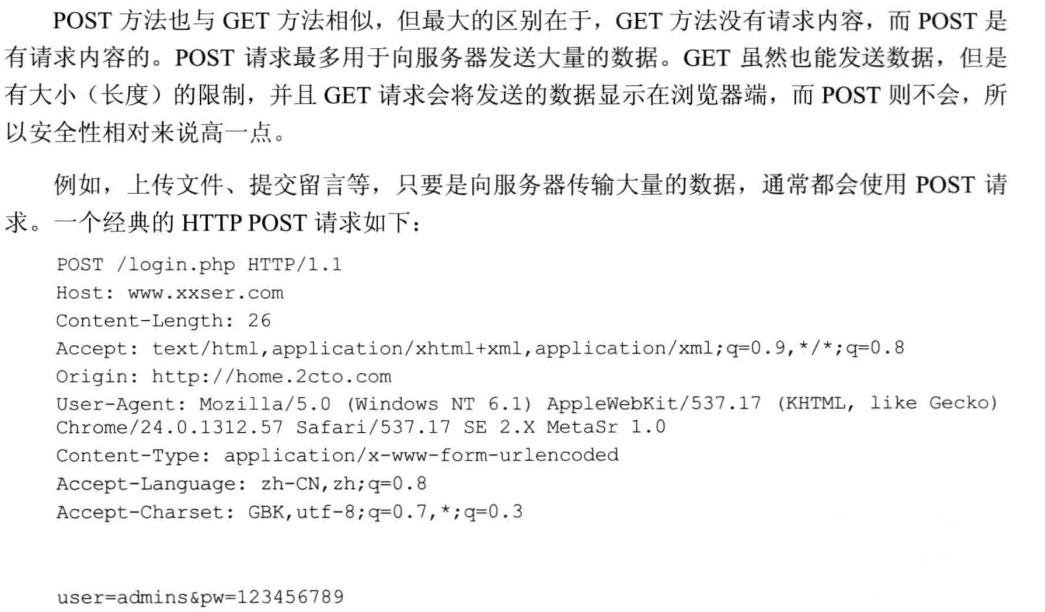 POST 方法也与 GET 方法相似，但最大的区别在于，GET 方法没有请求内容，而 POST 是
有请求内容的。POST 请求最多用于向服务器发送大量的数据。GET 虽然也能发送数据，但是
有大小（长度）的限制，并且 GET 请求会将发送的数据显示在浏览器端，而 POST 则不会，所
以安全性相对来说高一点。
例如，上传文件、提交留言等，只要是向服务器传输大量的数据，通常都会使用 POST 请
求。一个经典的 HTTP POST 请求如下：
POST /login.php HTTP/1.1
Host: www.xxser.com
Content-Length: 26
Accept: text/html,application/xhtml+xml,application/xml;q=0.9,*/*;q=0.8
Origin: http://home.2cto.com
User-Agent: Mozilla/5.0 (Windows NT 6.1) AppleWebKit/537.17 (KHTML, like Gecko)
Chrome/24.0.1312.57 Safari/537.17 SE 2.X MetaSr 1.0
Content-Type: application/x-www-form-urlencoded
Accept-Language: zh-CN,zh;q=0.8
Accept-Charset: GBK,utf-8;q=0.7,*;q=0.3
user=admins&pw=123456789